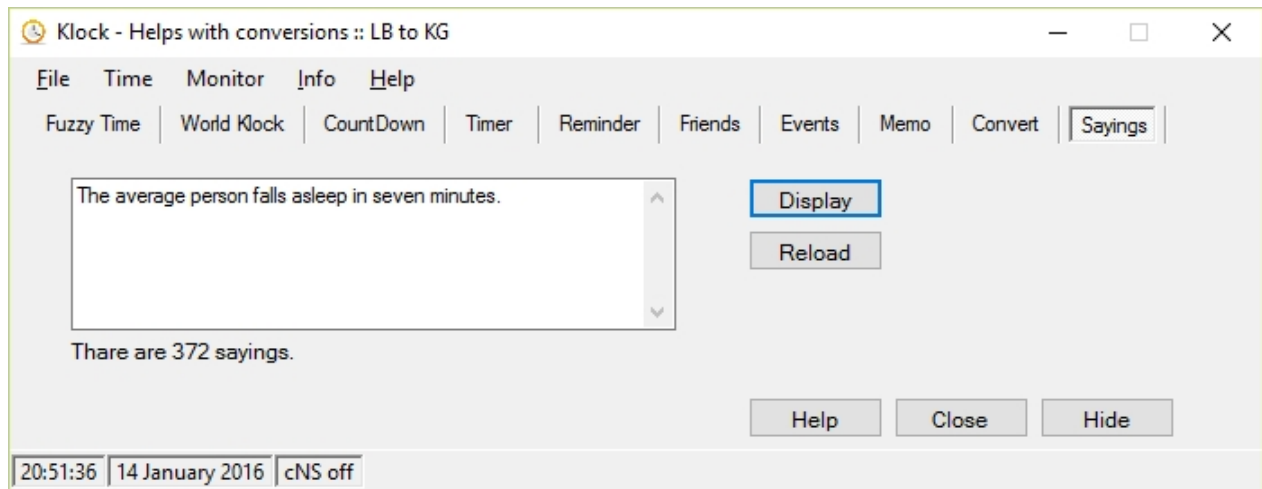 Klock - Helps with conversions :: LB to KG
File Time Monitor Info Help
Fuzzy Time World Klock CountDown Timer Reminder Friends Events Memo Convert Sayings
The average person falls asleep in seven minutes.
Display
Reload
Thare are 372 sayings.
Help Close Hide
20:51:36 14 January 2016 cNS off